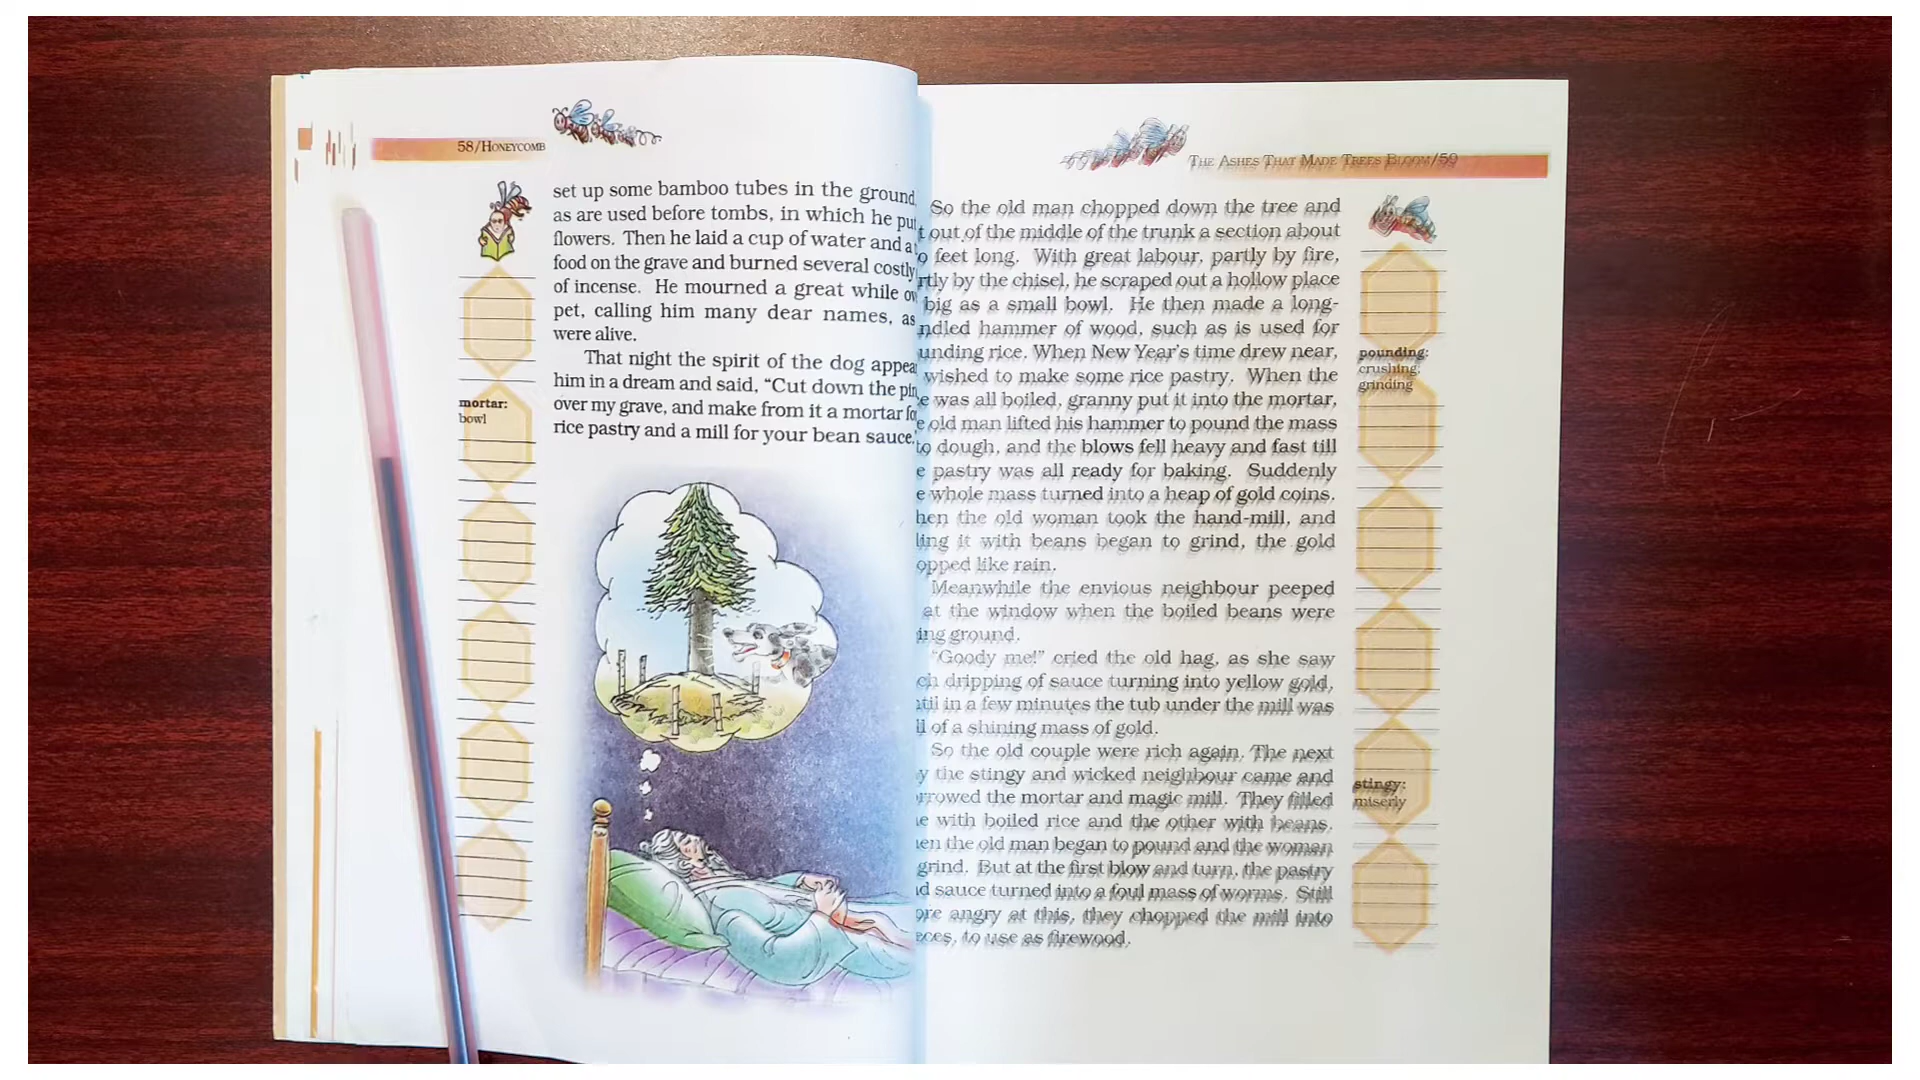 58/HONEYCOMB
set up some bamboo tubes in the ground,
as are used before tombs, in which he put
flowers. Then he laid a cup of water and a
food on the grave and burned several costly
of incense. He mourned a great while ov
pet, calling him many dear names, as
were alive.
That night the spirit of the dog appea
him in a dream and said, “Cut down the pin
over my grave, and make from it a mortar fo
rice pastry and a mill for your bean sauce.
mortar:
bowl
THE ASHES THAT MADE TREES BLOOM/59
So the old man chopped down the tree and
t out of the middle of the trunk a section about
o feet long. With great labour, partly by fire,
rtly by the chisel, he scraped out a hollow place
big as a small bowl. He then made a long-
ndled hammer of wood, such as is used for
unding rice. When New Year’s time drew near,
wished to make some rice pastry. When the
e was all boiled, granny put it into the mortar,
e old man lifted his hammer to pound the mass
to dough, and the blows fell heavy and fast till
e pastry was all ready for baking. Suddenly
e whole mass turned into a heap of gold coins.
hen the old woman took the hand-mill, and
ling it with beans began to grind, the gold
opped like rain.
Meanwhile the envious neighbour peeped
at the window when the boiled beans were
ing ground.
“Goody me!” cried the old hag, as she saw
ch dripping of sauce turning into yellow gold,
til in a few minutes the tub under the mill was
ll of a shining mass of gold.
So the old couple were rich again. The next
y the stingy and wicked neighbour came and
rrowed the mortar and magic mill. They filled
e with boiled rice and the other with beans.
en the old man began to pound and the woman
grind. But at the first blow and turn, the pastry
d sauce turned into a foul mass of worms. Still
ore angry at this, they chopped the mill into
eces, to use as firewood.
pounding:
crushing;
grinding
stingy:
miserly